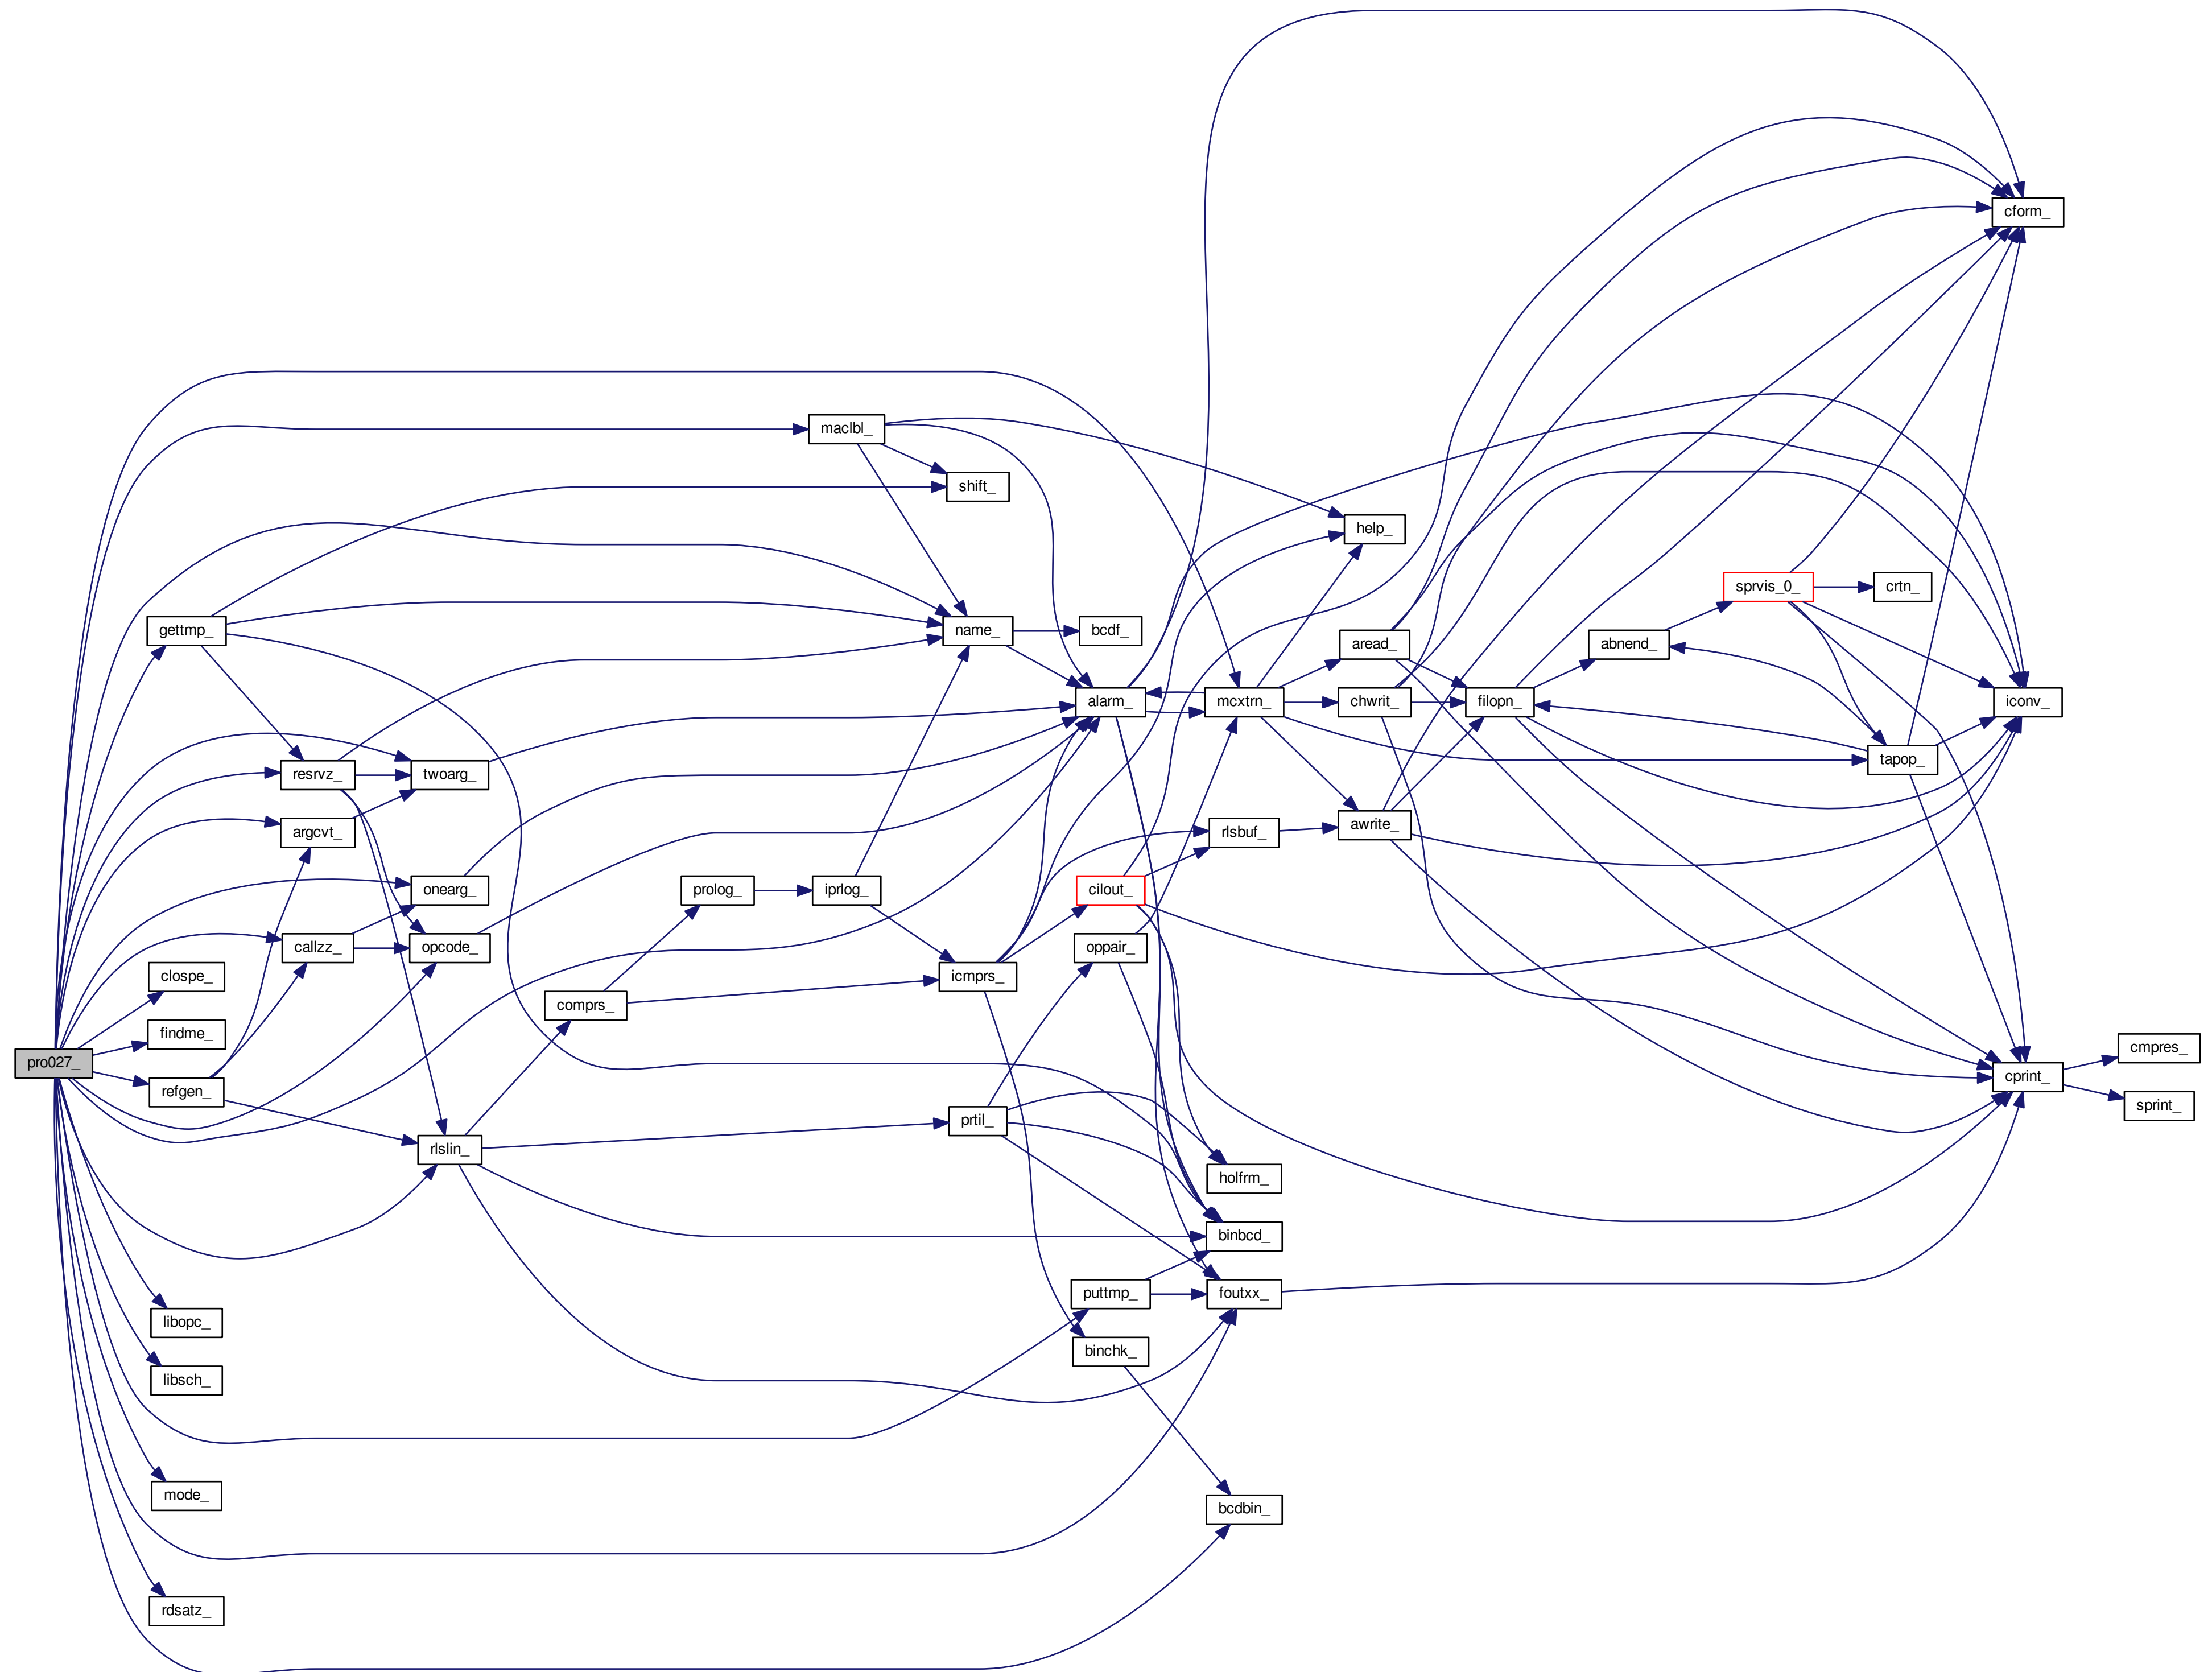 cform_
maclbl_
shift_
help_
sprvis_0_
crtn_
gettmp_
name_
bcdf_
aread_
abnend_
alarm_
mcxtrn_
chwrit_
filopn_
iconv_
resrvz_
twoarg_
tapop_
argcvt_
rlsbuf_
awrite_
onearg_
prolog_
iprlog_
cilout_
callzz_
opcode_
oppair_
clospe_
icmprs_
comprs_
findme_
cmpres_
pro027_
cprint_
refgen_
sprint_
prtil_
rlslin_
holfrm_
binbcd_
puttmp_
foutxx_
libopc_
binchk_
libsch_
mode_
bcdbin_
rdsatz_